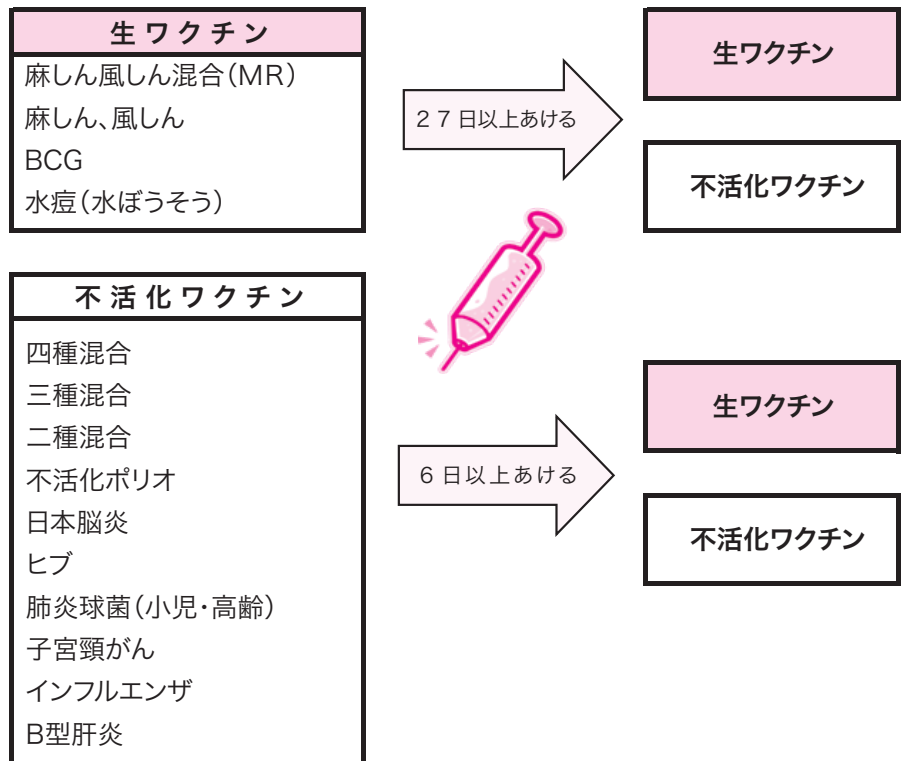 生ワクチン
麻しん風しん混合(MR)
麻しん、風しん
BCG
水痘(水ぼうそう)
27日以上あける
生ワクチン
不活化ワクチン
不活化ワクチン
四種混合
三種混合
二種混合
不活化ポリオ
日本脳炎
ヒブ
肺炎球菌(小児・高齢)
子宮頸がん
インフルエンザ
B型肝炎
6日以上あける
生ワクチン
不活化ワクチン